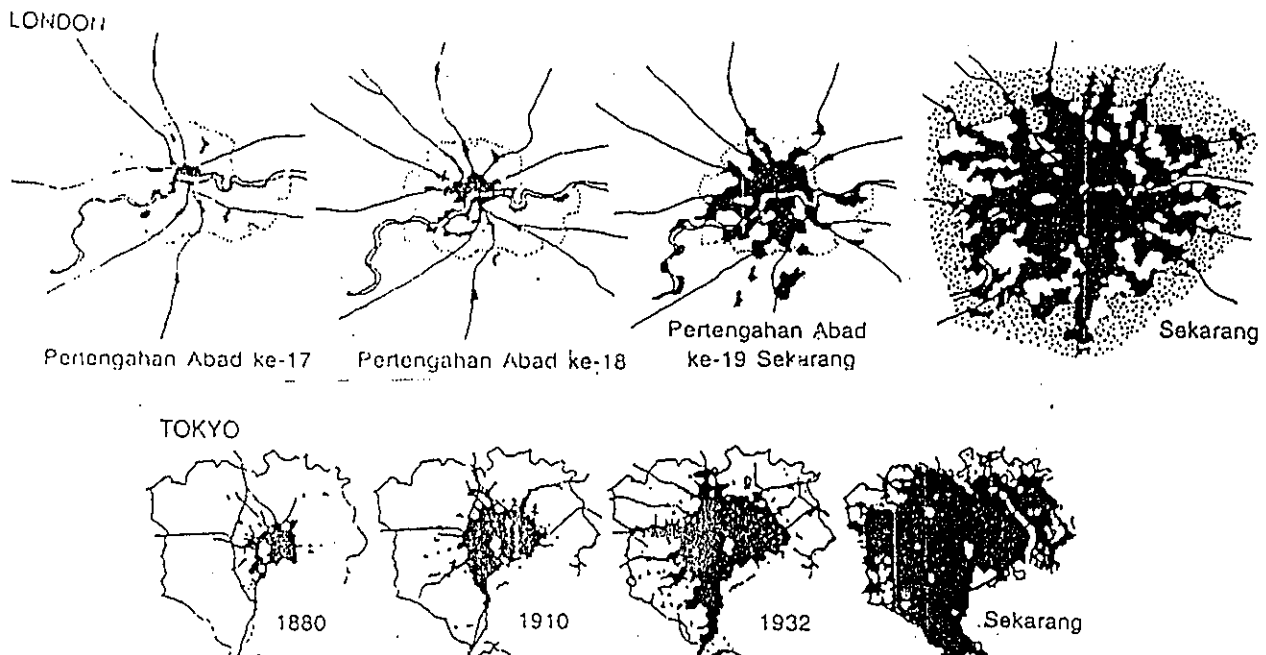 LONDON
Pertengahan Abad ke-17
Pertengahan Abad ke-18
Pertengahan Abad
ke-19 Sekarang
Sekarang
TOKYO
1880
1910
1932
Sekarang